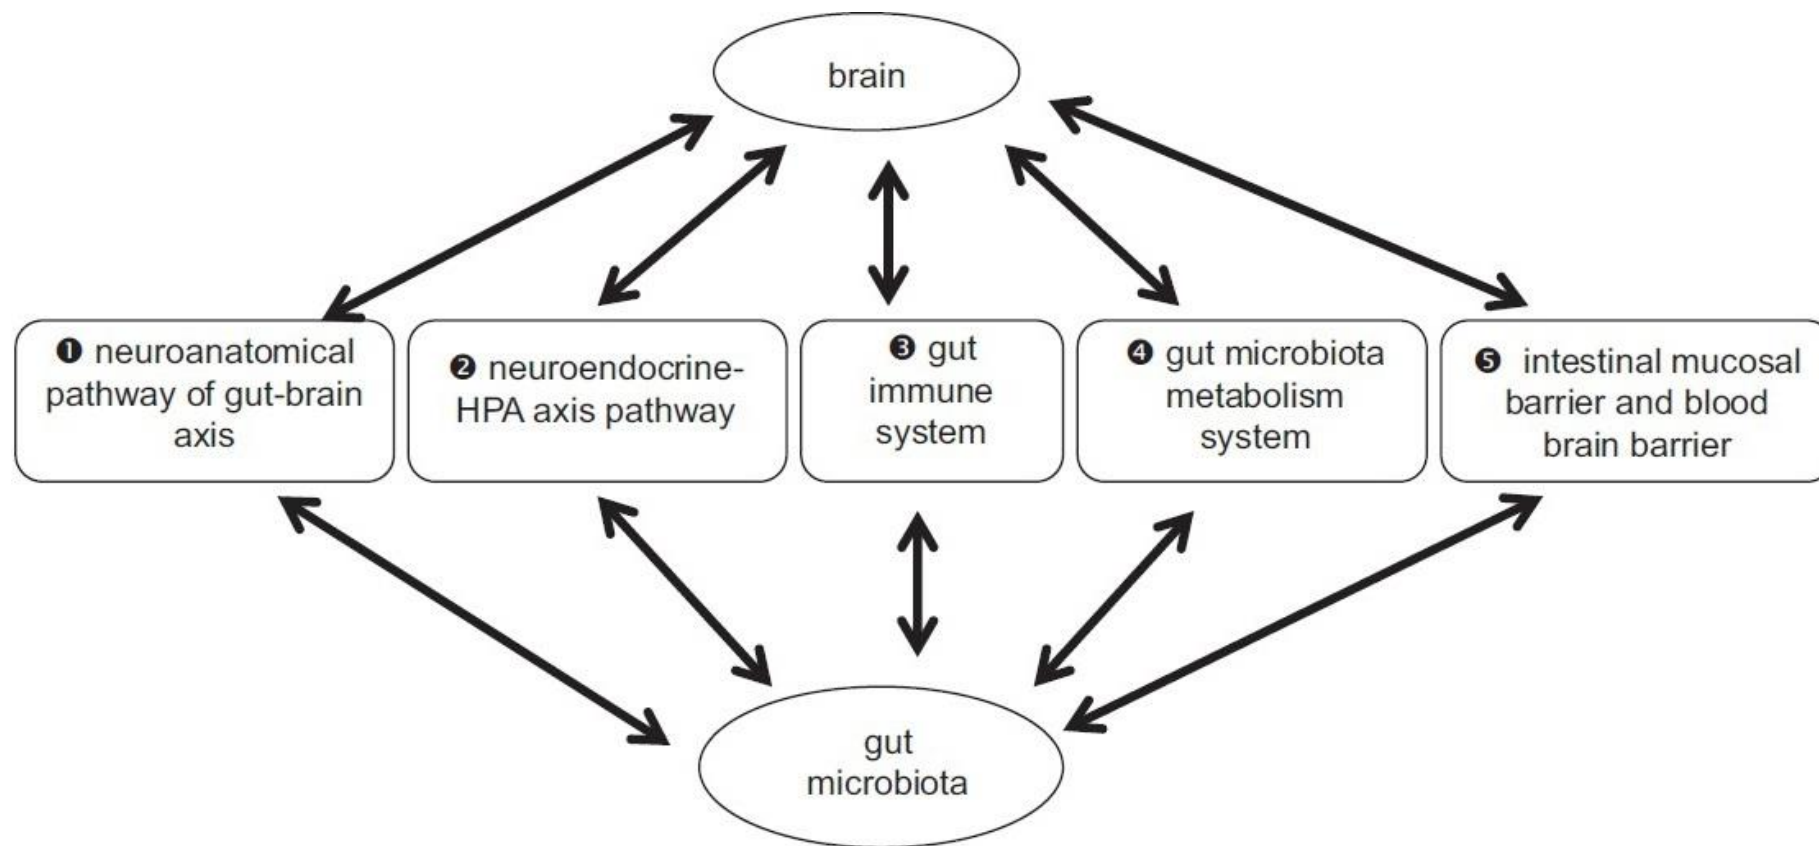 brain
❶ neuroanatomical
pathway of gut-brain
axis
❷ neuroendocrine-
HPA axis pathway
❸ gut
immune
system
❹ gut microbiota
metabolism
system
❺ intestinal mucosal
barrier and blood
brain barrier
gut
microbiota